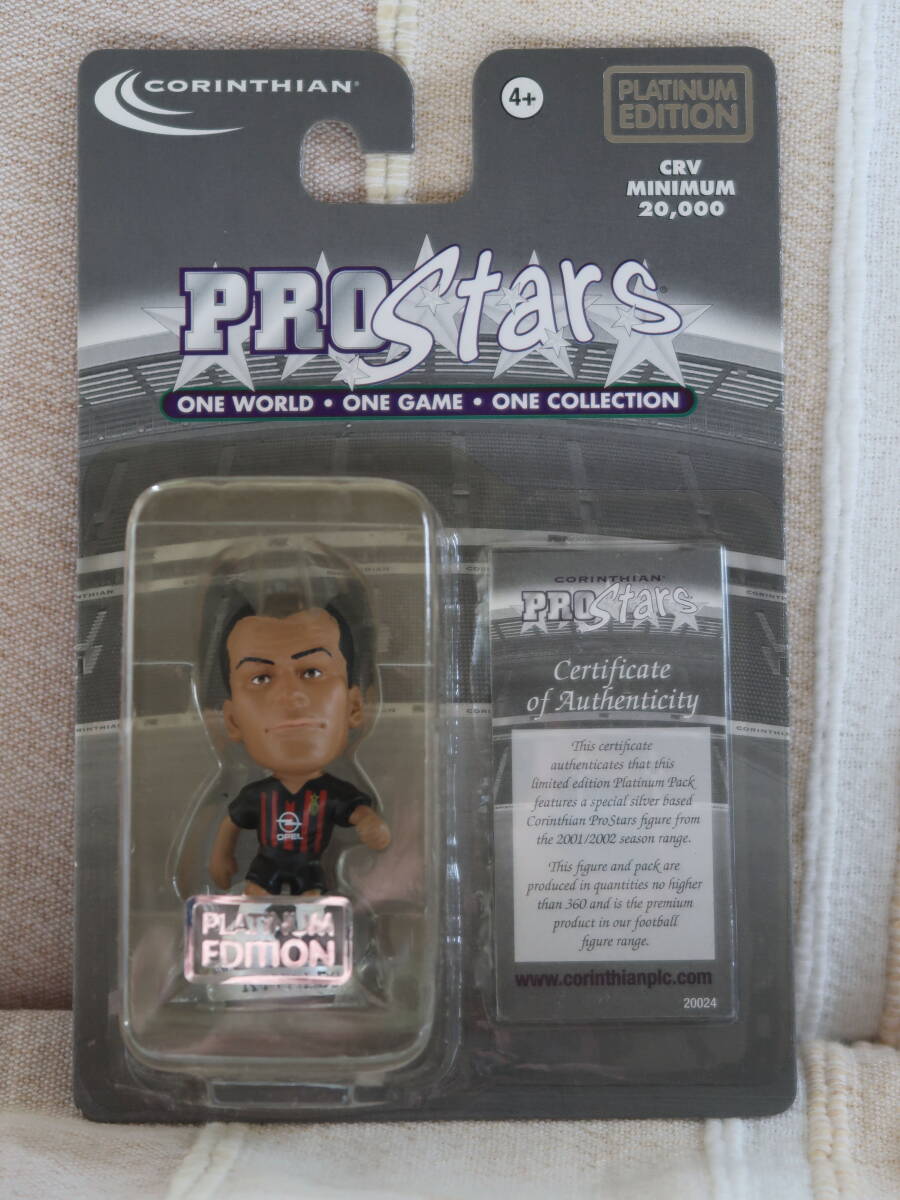 CORINTHIAN®
4+
PLATINUM
EDITION
CRV
MINIMUM
20,000
PROStars®
ONE WORLD • ONE GAME • ONE COLLECTION
CORINTHIAN®
PROStars
Certificate
of Authenticity
This certificate
authenticates that this
limited edition Platinum Pack
features a special silver based
Corinthian ProStars figure from
the 2001/2002 season range.
This figure and pack are
produced in quantities no higher
than 360 and is the premium
product in our football
figure range.
www.corinthianplc.com
20024
OPEL
PLATINUM
EDITION